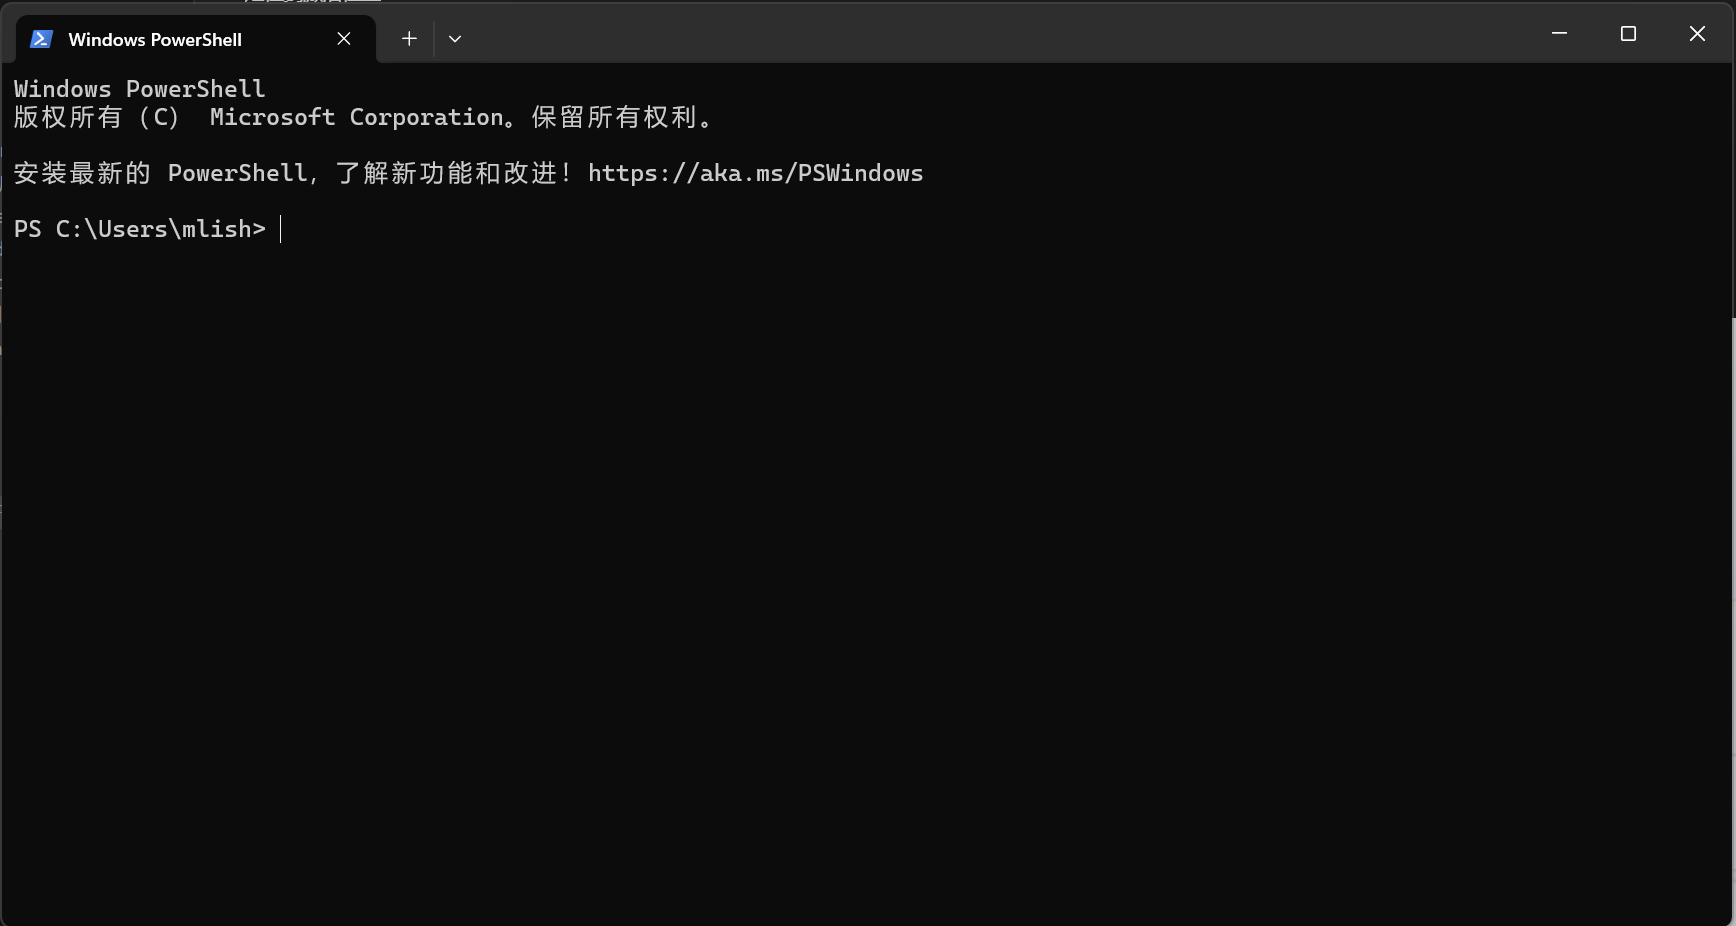 Windows PowerShell
Windows PowerShell
版权所有 (C) Microsoft Corporation。保留所有权利。
安装最新的 PowerShell，了解新功能和改进！https://aka.ms/PSWindows
PS C:\Users\mlish>